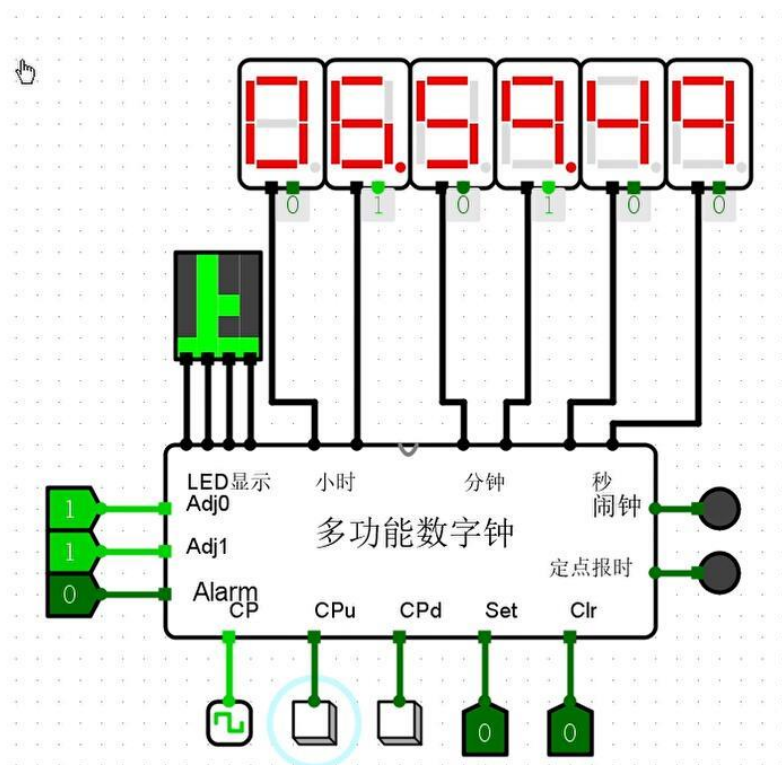 06.59.49
0 1 0 1 0 0
LED显示 小时 分钟 秒
1 Adj0 闹钟
多功能数字钟
1 Adj1
定点报时
0 Alarm
CP CPu CPd Set Clr
0 0